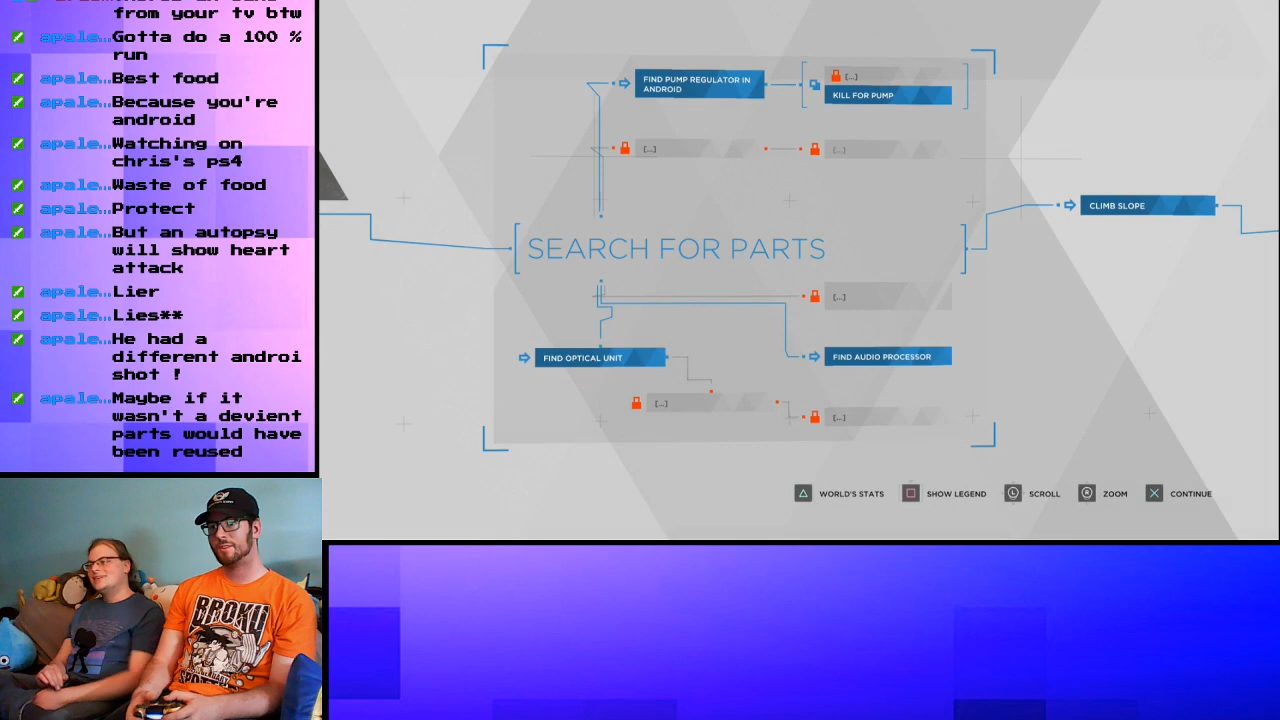 from your tv btw
apale…Gotta do a 100 %
run
apale…Best food
apale…Because you're
android
apale…Watching on
chris's ps4
apale…Waste of food
apale…Protect
apale…But an autopsy
will show heart
attack
apale…Lier
apale…Lies**
apale…He had a
different androi
shot !
apale…Maybe if it
wasn't a devient
parts would have
been reused
FIND PUMP REGULATOR IN
ANDROID
[...]
KILL FOR PUMP
[...]
[...]
SEARCH FOR PARTS
CLIMB SLOPE
[...]
FIND OPTICAL UNIT
FIND AUDIO PROCESSOR
[...]
[...]
WORLD'S STATS
SHOW LEGEND
L
SCROLL
R
ZOOM
CONTINUE
BROKU